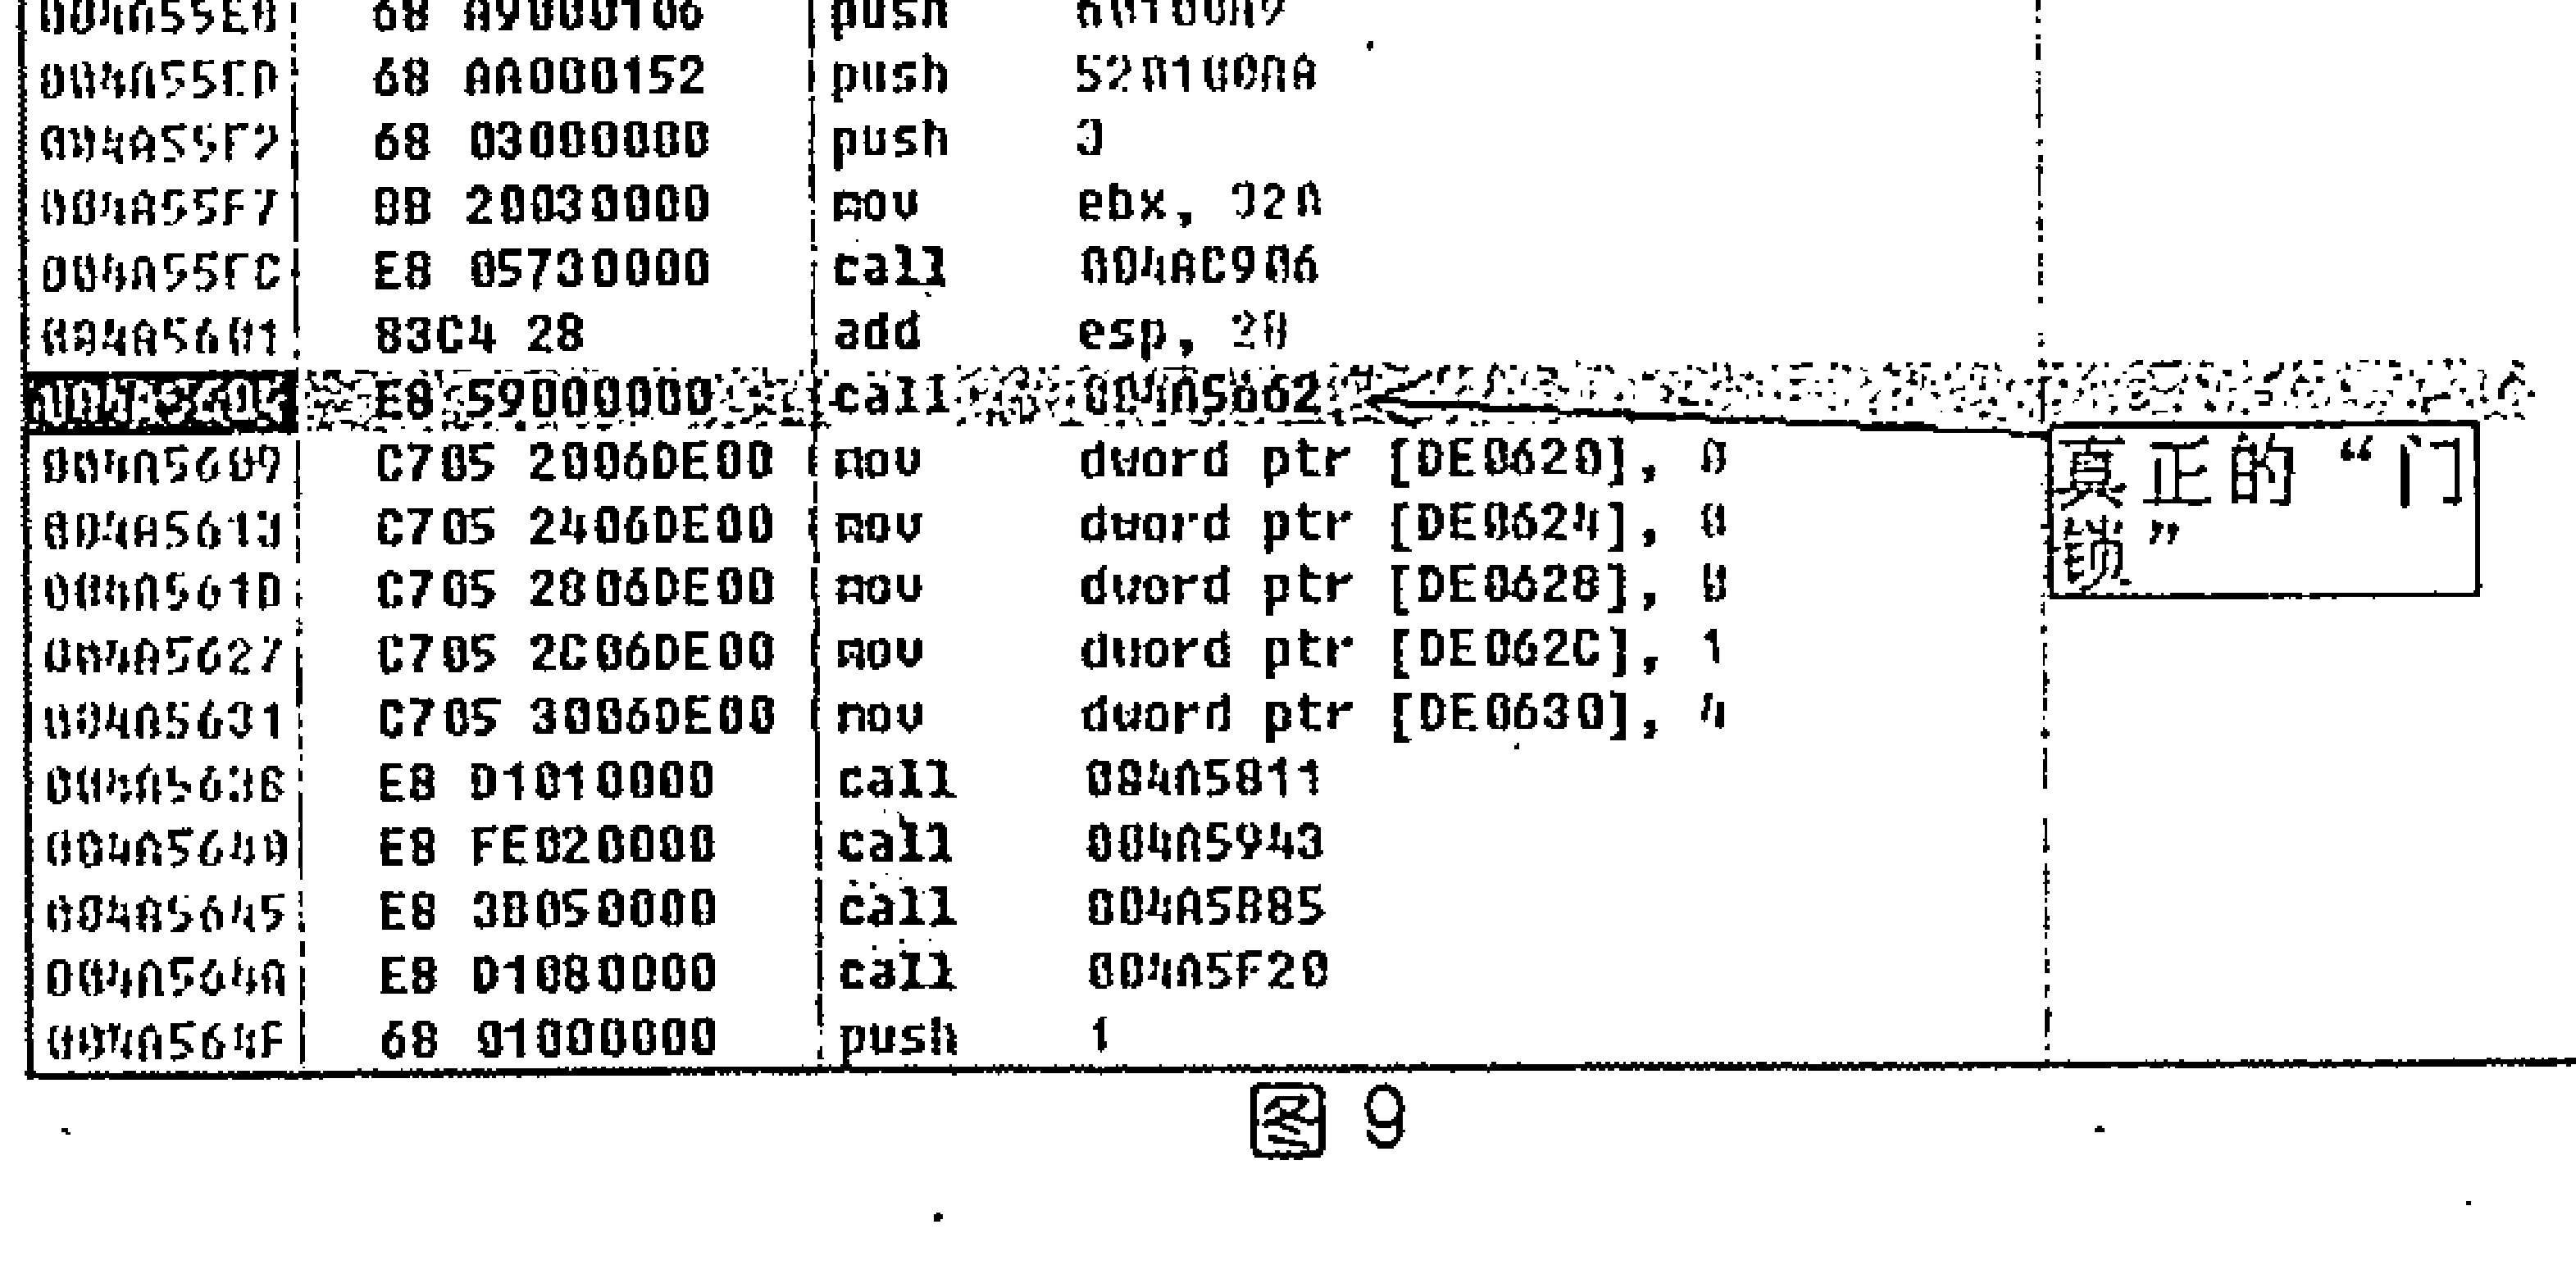 004A55E8 68 A9000106 push 60100A9
004A55ED 68 AA000152 push 520100AA
004A55F2 68 03000000 push 3
004A55F7 BB 20030000 mov ebx, 320
004A55FC E8 05730000 call 004AC906
004A5601 83C4 28 add esp, 28
004A5604 E8 59000000 call 004A5662
004A5609 C705 2006DE00 mov dword ptr [DE0620], 0
004A5613 C705 2406DE00 mov dword ptr [DE0624], 0
004A561D C705 2806DE00 mov dword ptr [DE0628], 0
004A5627 C705 2C06DE00 mov dword ptr [DE062C], 1
004A5631 C705 3006DE00 mov dword ptr [DE0630], 4
004A563B E8 D1010000 call 004A5811
004A5640 E8 FE020000 call 004A5943
004A5645 E8 3B050000 call 004A5B85
004A564A E8 D1080000 call 004A5F20
004A564F 68 01000000 push 1
真正的“门
锁”
图 9